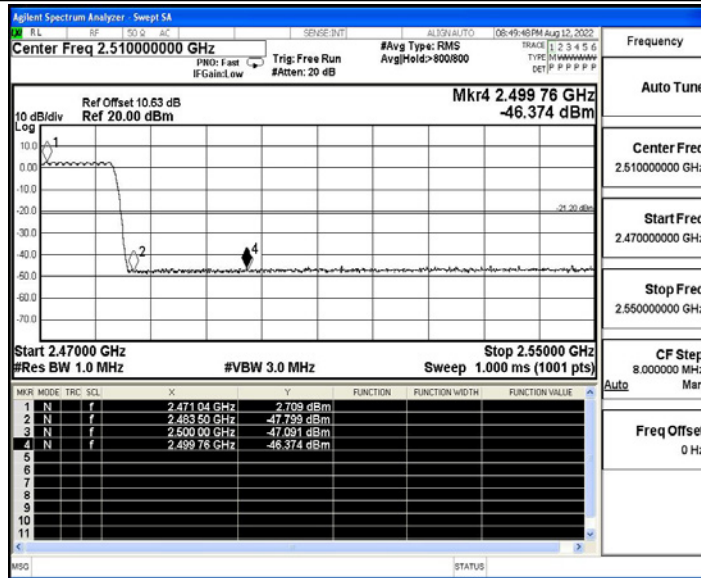 Agilent Spectrum Analyzer - Swept SA
RL RF 50 Ω AC SENSE:INT ALIGN AUTO 08:49:48 PM Aug 12, 2022
Center Freq 2.510000000 GHz
PNO: Fast
IFGain:Low
Trig: Free Run
#Atten: 20 dB
#Avg Type: RMS
Avg|Hold:>800/800
TRACE 1 2 3 4 5 6
TYPE M W W W W W
DET P P P P P P
Ref Offset 10.63 dB
10 dB/div Ref 20.00 dBm
Log
Mkr4 2.499 76 GHz
-46.374 dBm
10.0
0.00
-10.0
-20.0
-30.0
-40.0
-50.0
-60.0
-70.0
1
2
4
-21.20 dBm
Start 2.47000 GHz
Stop 2.55000 GHz
#Res BW 1.0 MHz #VBW 3.0 MHz Sweep 1.000 ms (1001 pts)
MKR MODE TRC SCL X Y FUNCTION FUNCTION WIDTH FUNCTION VALUE
1 N f 2.471 04 GHz 2.709 dBm
2 N f 2.483 50 GHz -47.799 dBm
3 N f 2.500 00 GHz -47.091 dBm
4 N f 2.499 76 GHz -46.374 dBm
5
6
7
8
9
10
11
MSG STATUS
Frequency
Auto Tune
Center Freq
2.510000000 GHz
Start Freq
2.470000000 GHz
Stop Freq
2.550000000 GHz
CF Step
8.000000 MHz
Auto Man
Freq Offset
0 Hz